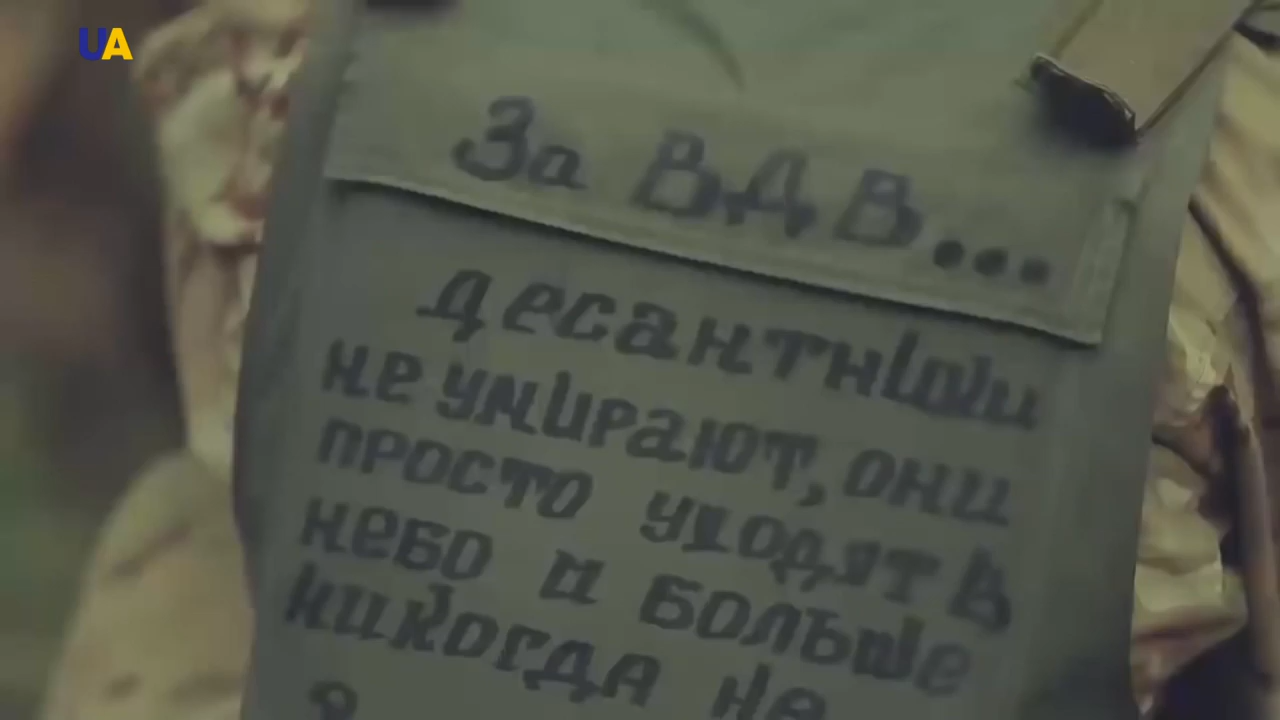 UA
За ВДВ...
десантники
не умирают, они
просто уходят в
небо и больше
никогда не